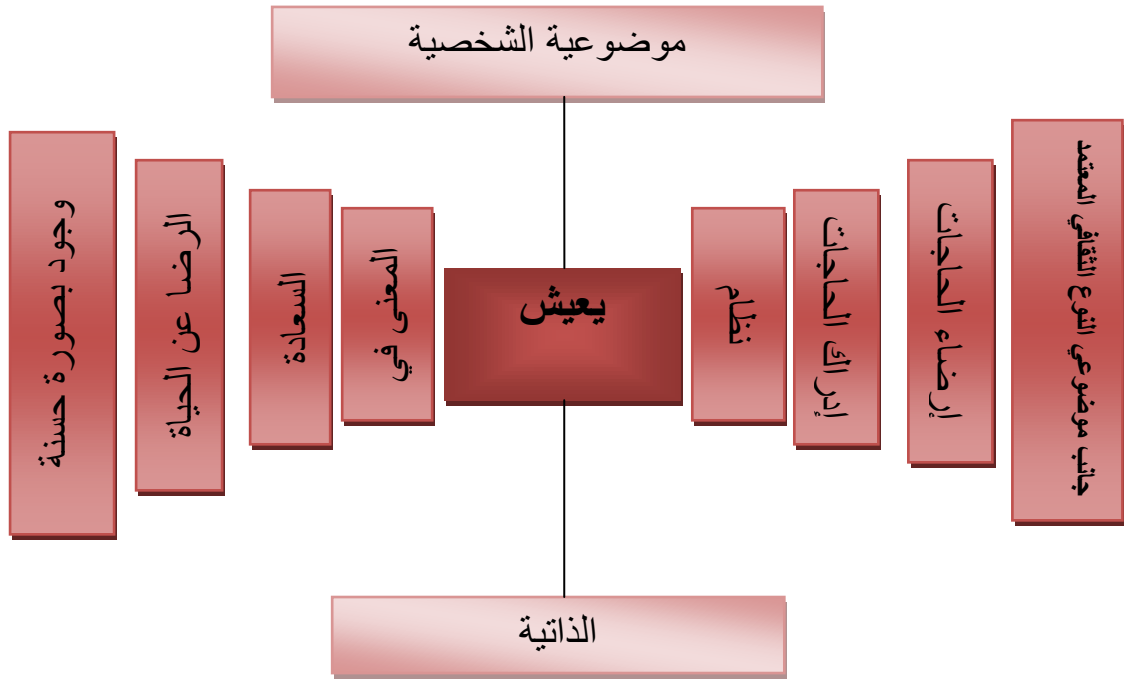 موضوعية الشخصية
جانب موضوعي النوع الثقافي المعتمد
إرضاء الحاجات
إدراك الحاجات
نظام
يعيش
المعنى في
السعادة
الرضا عن الحياة
وجود بصورة حسنة
الذاتية